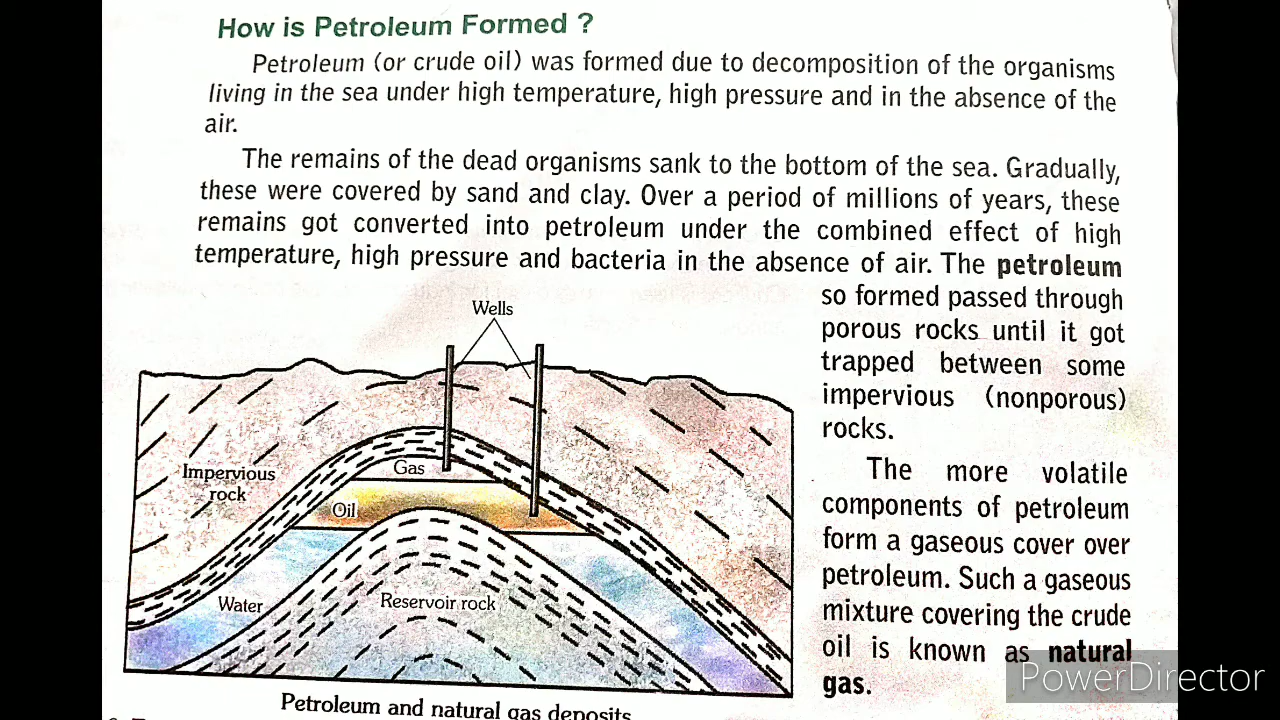 How is Petroleum Formed ?
Petroleum (or crude oil) was formed due to decomposition of the organisms
living in the sea under high temperature, high pressure and in the absence of the
air.
The remains of the dead organisms sank to the bottom of the sea. Gradually,
these were covered by sand and clay. Over a period of millions of years, these
remains got converted into petroleum under the combined effect of high
temperature, high pressure and bacteria in the absence of air. The petroleum
so formed passed through
porous rocks until it got
trapped between some
impervious (nonporous)
rocks.
The more volatile
components of petroleum
form a gaseous cover over
petroleum. Such a gaseous
mixture covering the crude
oil is known as natural
gas.
Wells
Impervious
rock
Gas
Oil
Water
Reservoir rock
Petroleum and natural gas deposits
PowerDirector